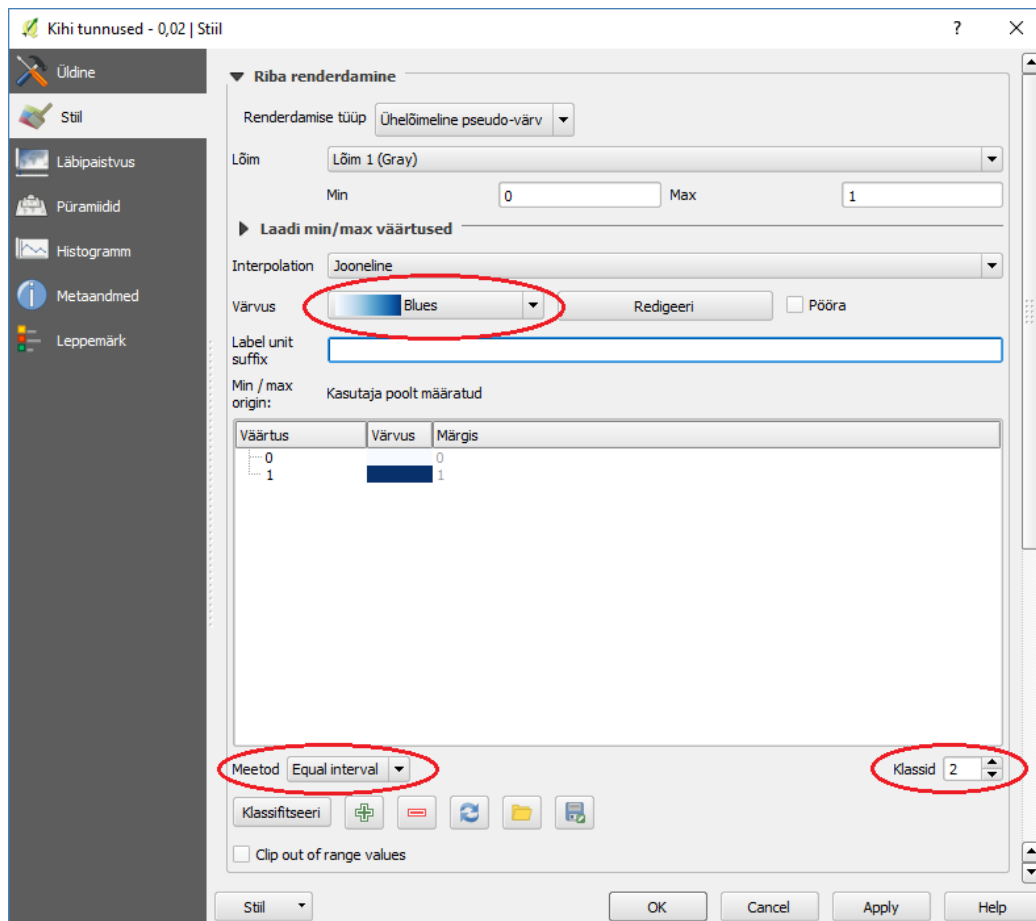 Kihi tunnused - 0,02 | Stiil
?
Üldine
Stiil
Läbipaistvus
Püramiidid
Histogramm
Metaandmed
Leppemärk
Riba renderdamine
Renderdamise tüüp Ühelõimeline pseudo-värv
Lõim Lõim 1 (Gray)
Min 0 Max 1
Laadi min/max väärtused
Interpolation Jooneline
Värvus Blues Redigeeri Pööra
Label unit
suffix
Min / max
origin: Kasutaja poolt määratud
Väärtus Värvus Märgis
0 0
1 1
Meetod Equal interval Klassid 2
Klassifitseeri
Clip out of range values
Stiil OK Cancel Apply Help